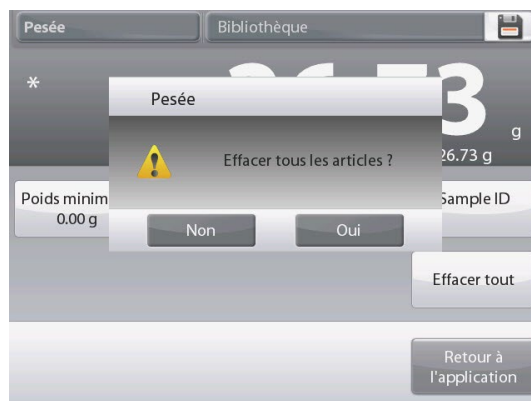 Pesée
Bibliothèque
*
g
26.73 g
Pesée
Effacer tous les articles ?
Non
Oui
Poids minim
0.00 g
Sample ID
Effacer tout
Retour à
l'application